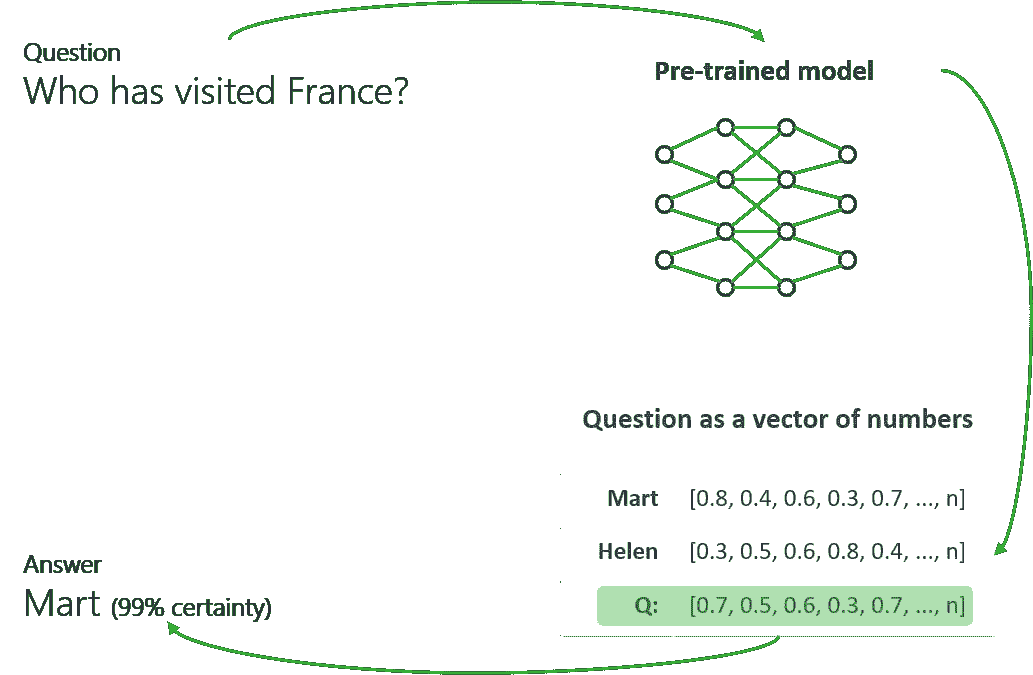 Question
Who has visited France?
Pre-trained model
Question as a vector of numbers
Mart [0.8, 0.4, 0.6, 0.3, 0.7, ..., n]
Helen [0.3, 0.5, 0.6, 0.8, 0.4, ..., n]
Q: [0.7, 0.5, 0.6, 0.3, 0.7, ..., n]
Answer
Mart (99% certainty)